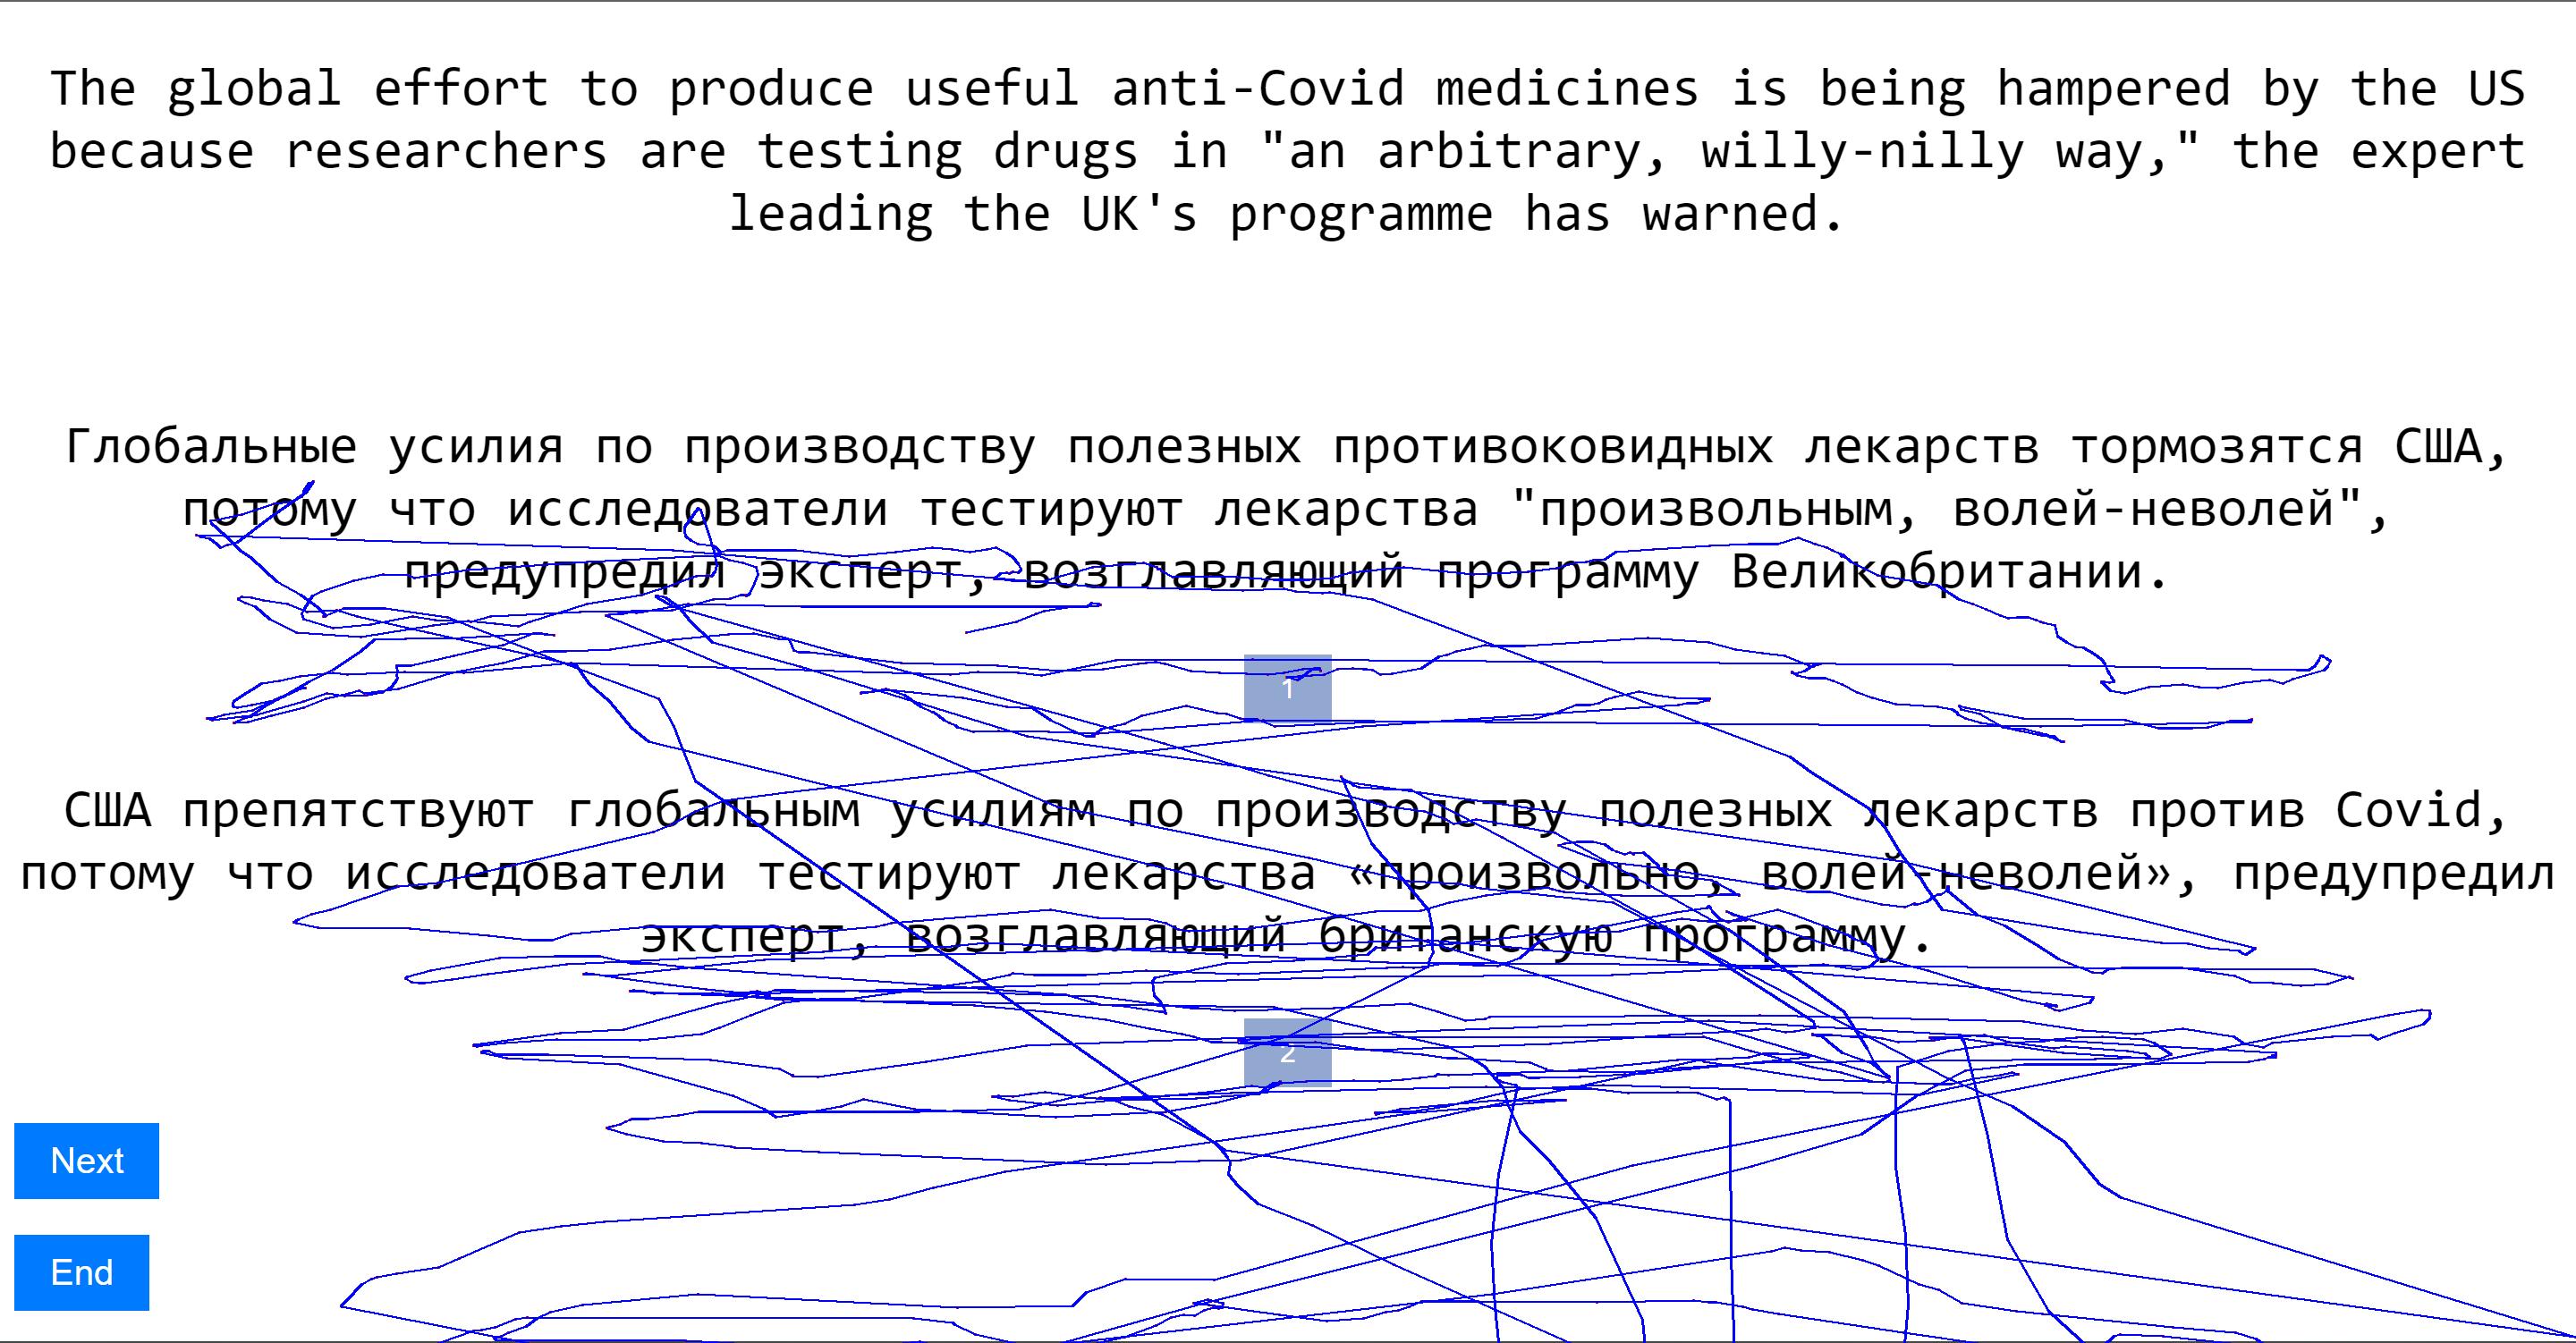 The global effort to produce useful anti-Covid medicines is being hampered by the US
because researchers are testing drugs in "an arbitrary, willy-nilly way," the expert
leading the UK's programme has warned.
Глобальные усилия по производству полезных противоковидных лекарств тормозятся США,
потому что исследователи тестируют лекарства "произвольным, волей-неволей",
предупредил эксперт, возглавляющий программу Великобритании.
1
США препятствуют глобальным усилиям по производству полезных лекарств против Covid,
потому что исследователи тестируют лекарства «произвольно, волей-неволей», предупредил
эксперт, возглавляющий британскую программу.
2
Next
End